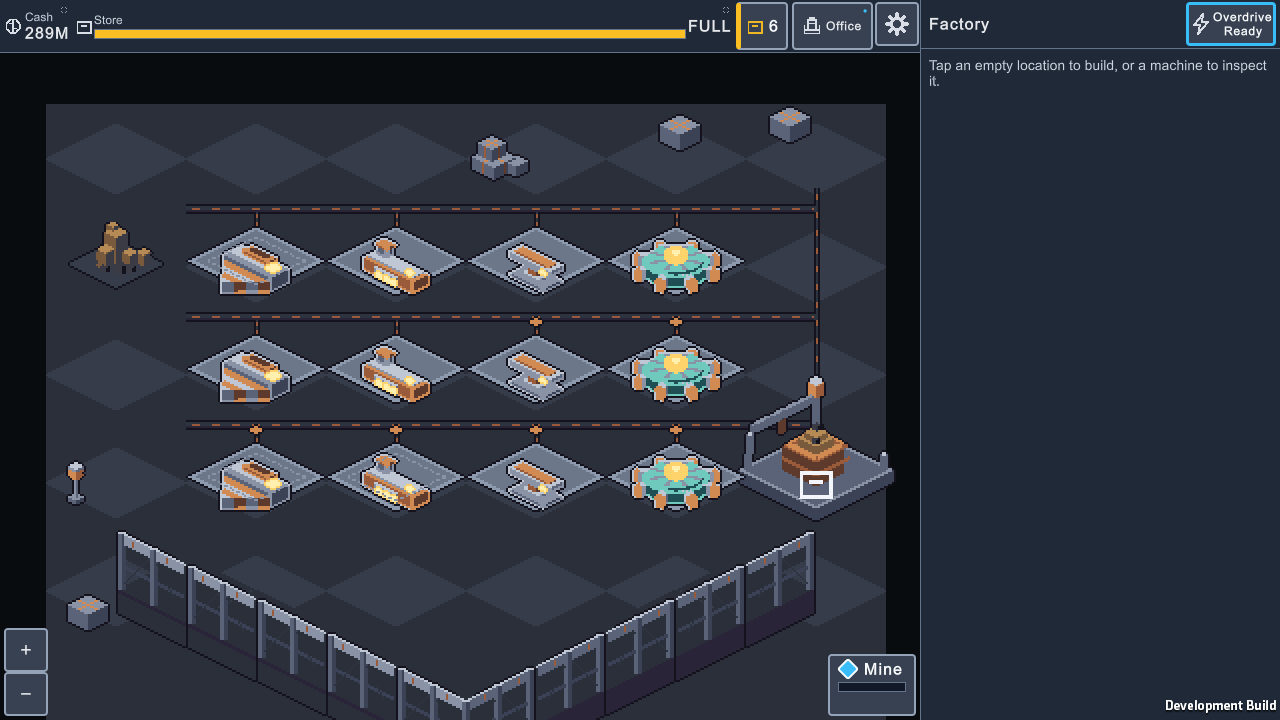 Cash
289M
Store
FULL
6
Office
Factory
Overdrive
Ready
Tap an empty location to build, or a machine to inspect
it.
+
−
Mine
Development Build